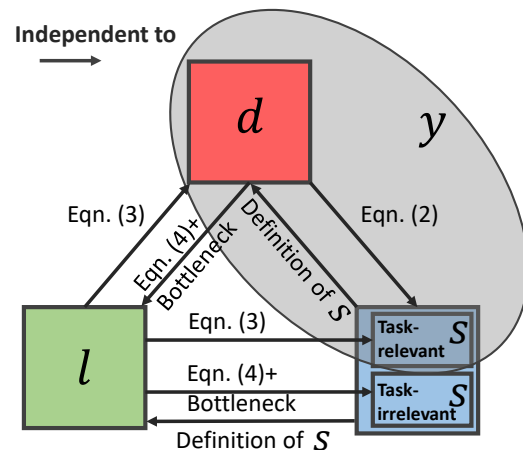 Independent to
d
y
Eqn. (3)
Eqn. (4)+
Bottleneck
Definition of S
Eqn. (2)
l
Eqn. (3)
Task-
relevant S
Eqn. (4)+
Bottleneck
Task-
irrelevant S
Definition of S